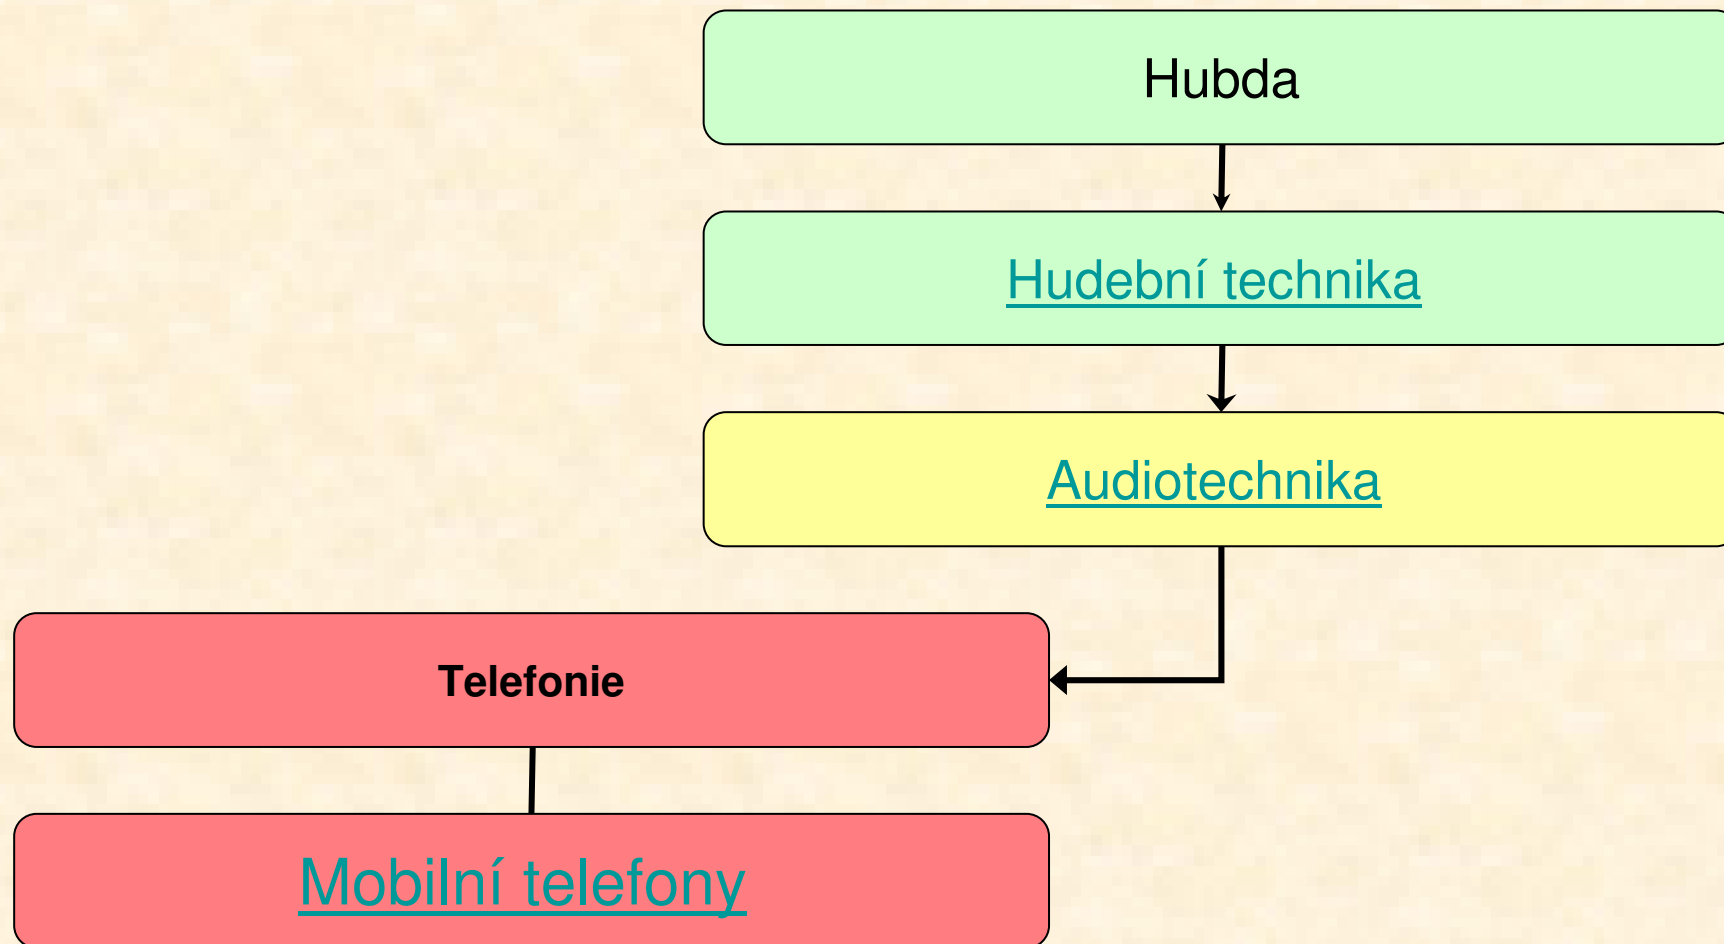 Hubda
Hudební technika
Audiotechnika
Telefonie
Mobilní telefony